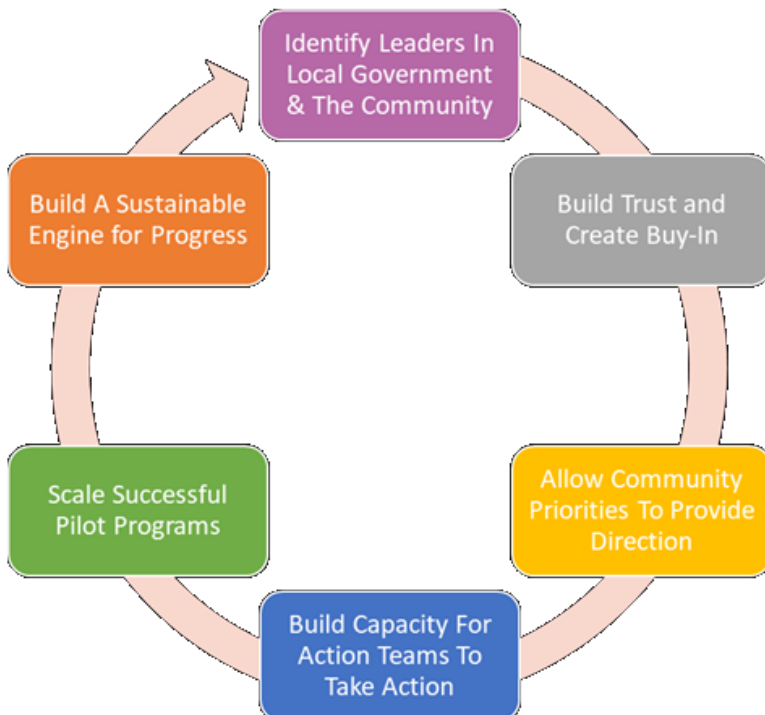 Identify Leaders In
Local Government
& The Community
Build Trust and
Create Buy-In
Allow Community
Priorities To Provide
Direction
Build Capacity For
Action Teams To
Take Action
Scale Successful
Pilot Programs
Build A Sustainable
Engine for Progress